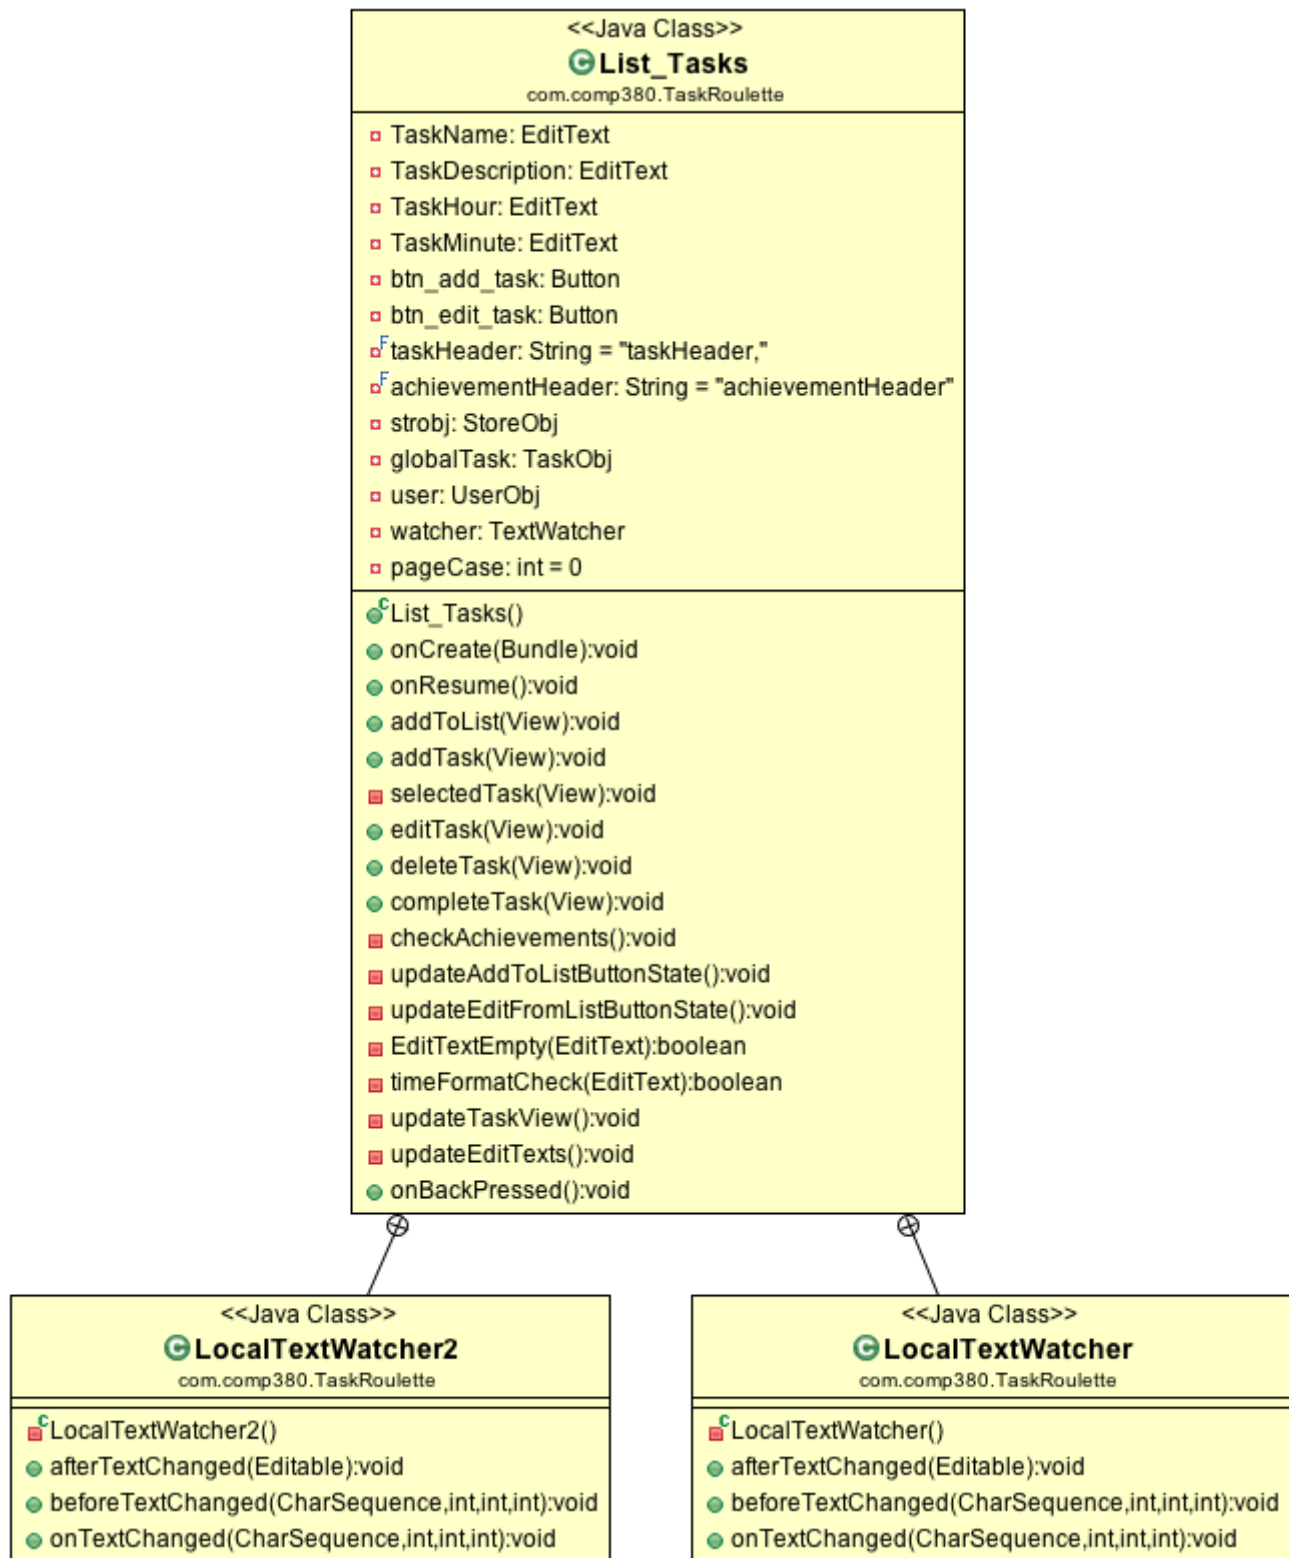 <<Java Class>>
C List_Tasks
com.comp380.TaskRoulette
TaskName: EditText
TaskDescription: EditText
TaskHour: EditText
TaskMinute: EditText
btn_add_task: Button
btn_edit_task: Button
F taskHeader: String = "taskHeader,"
F achievementHeader: String = "achievementHeader"
strobj: StoreObj
globalTask: TaskObj
user: UserObj
watcher: TextWatcher
pageCase: int = 0
C List_Tasks()
onCreate(Bundle):void
onResume():void
addToList(View):void
addTask(View):void
selectedTask(View):void
editTask(View):void
deleteTask(View):void
completeTask(View):void
checkAchievements():void
updateAddToListButtonState():void
updateEditFromListButtonState():void
EditTextEmpty(EditText):boolean
timeFormatCheck(EditText):boolean
updateTaskView():void
updateEditTexts():void
onBackPressed():void
<<Java Class>>
C LocalTextWatcher2
com.comp380.TaskRoulette
C LocalTextWatcher2()
afterTextChanged(Editable):void
beforeTextChanged(CharSequence,int,int,int):void
onTextChanged(CharSequence,int,int,int):void
<<Java Class>>
C LocalTextWatcher
com.comp380.TaskRoulette
C LocalTextWatcher()
afterTextChanged(Editable):void
beforeTextChanged(CharSequence,int,int,int):void
onTextChanged(CharSequence,int,int,int):void